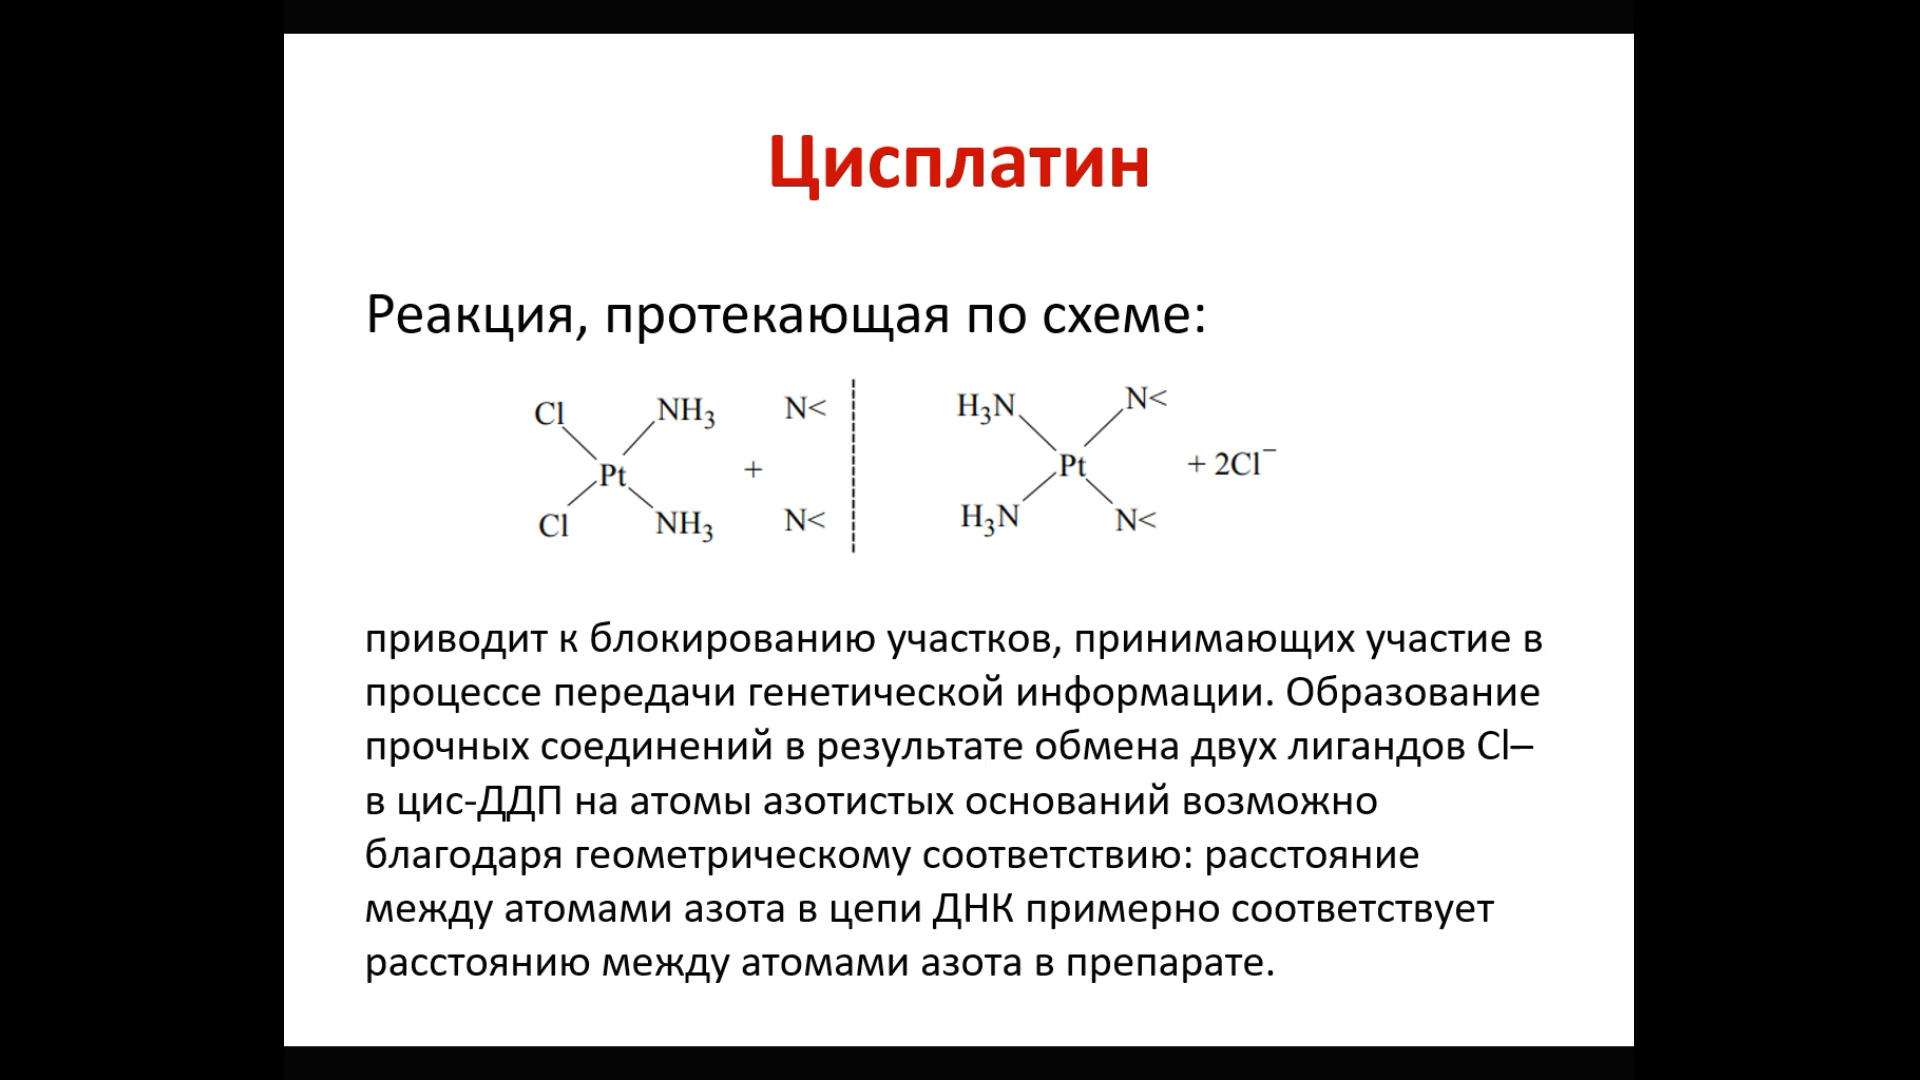 Цисплатин
Реакция, протекающая по схеме:
Cl NH₃ N< H₃N N<
Pt + Pt + 2Cl⁻
Cl NH₃ N< H₃N N<
приводит к блокированию участков, принимающих участие в
процессе передачи генетической информации. Образование
прочных соединений в результате обмена двух лигандов Cl–
в цис-ДДП на атомы азотистых оснований возможно
благодаря геометрическому соответствию: расстояние
между атомами азота в цепи ДНК примерно соответствует
расстоянию между атомами азота в препарате.